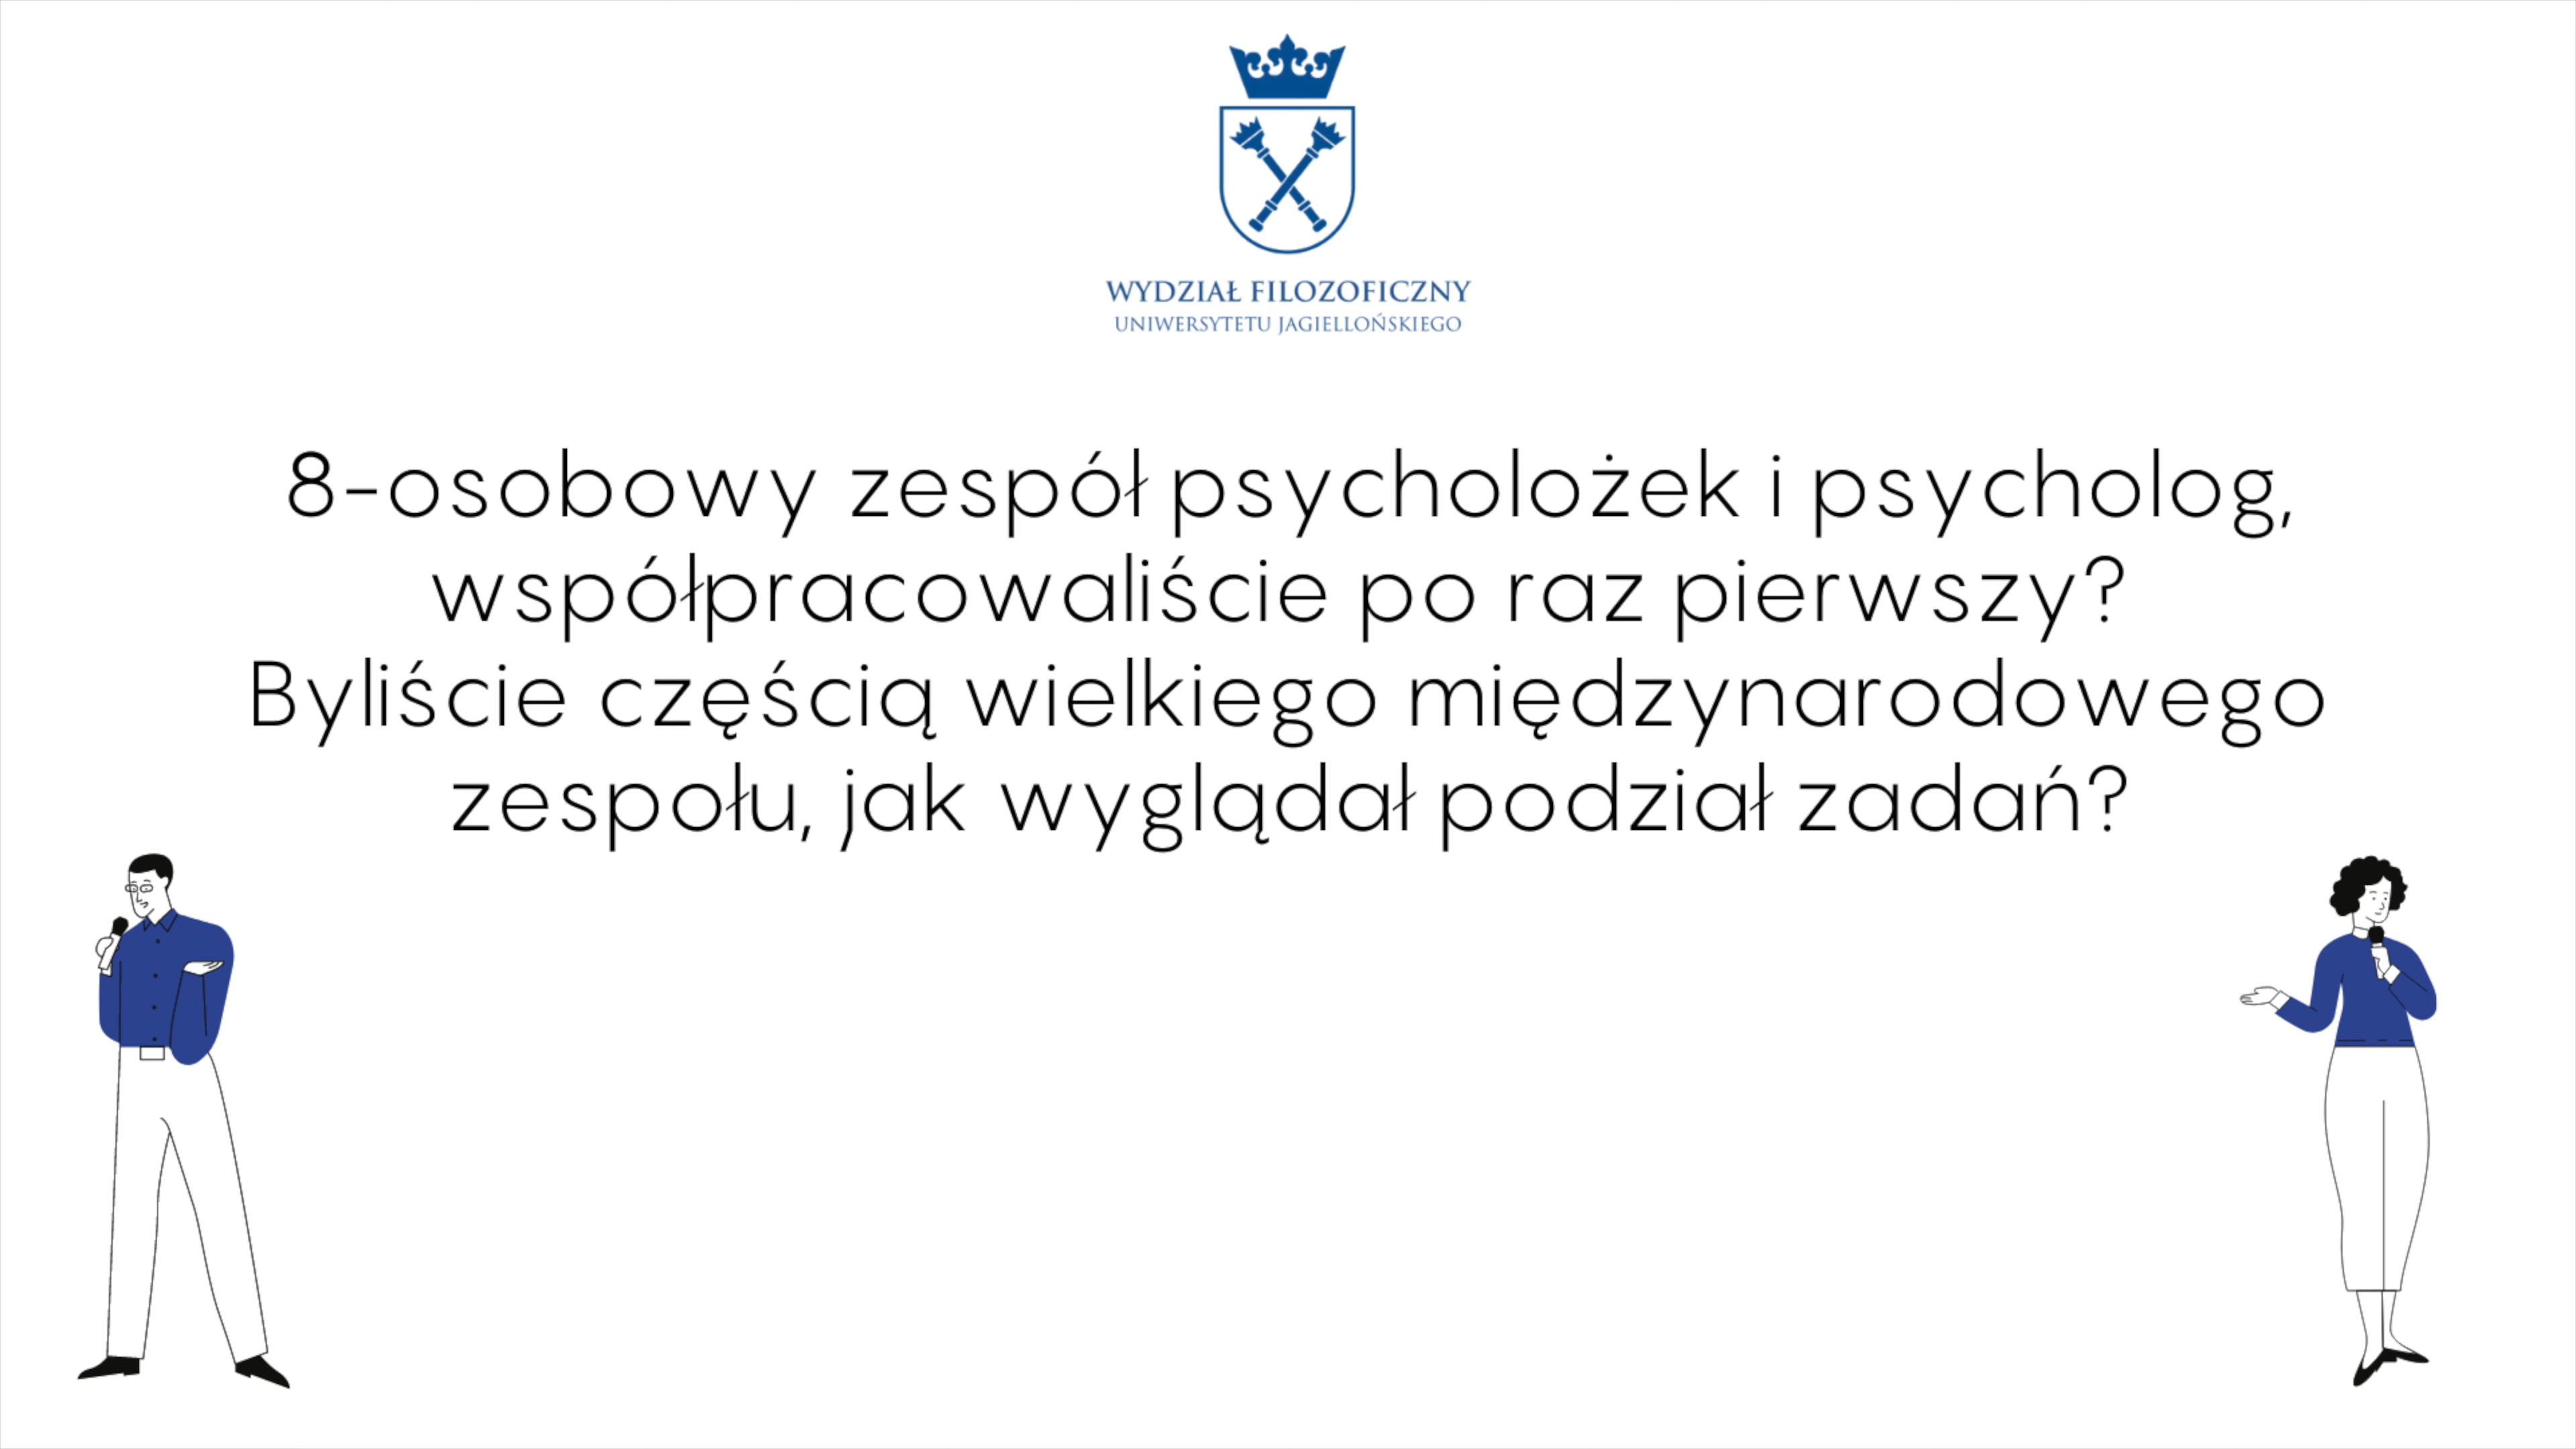 WYDZIAŁ FILOZOFICZNY
UNIWERSYTETU JAGIELLOŃSKIEGO
8-osobowy zespół psycholożek i psycholog,
współpracowaliście po raz pierwszy?
Byliście częścią wielkiego międzynarodowego
zespołu, jak wyglądał podział zadań?